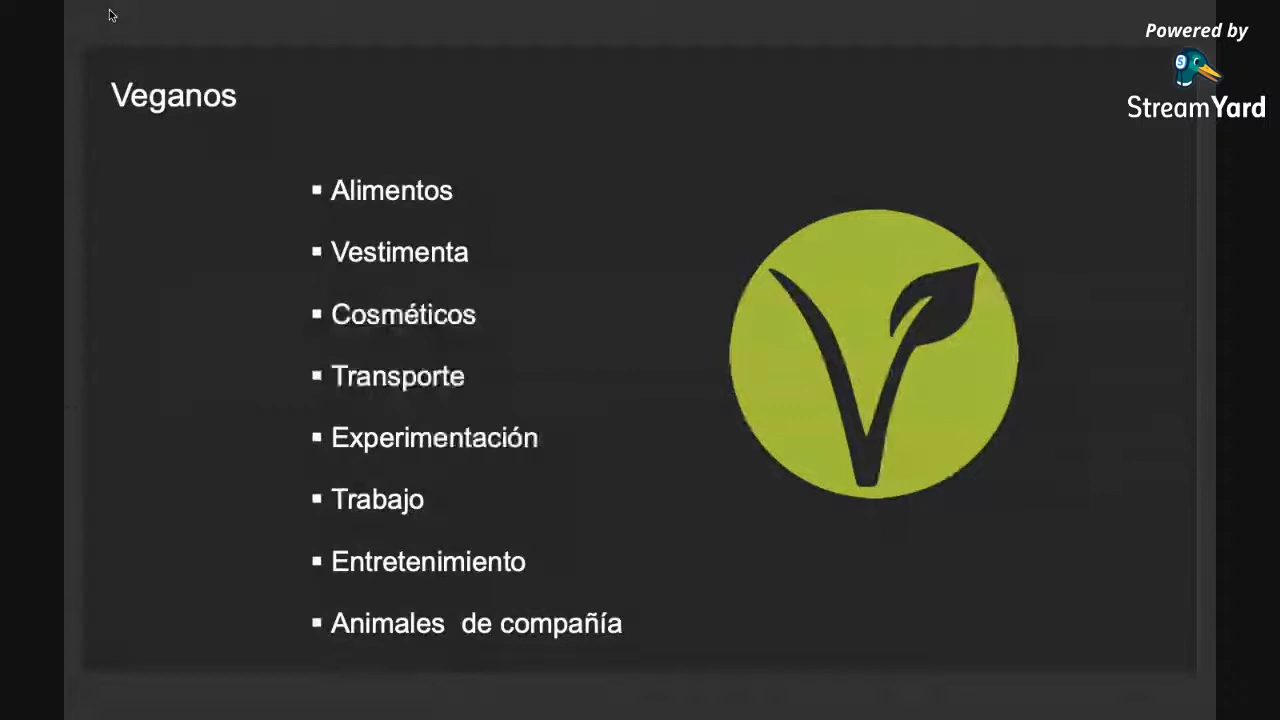 Powered by
StreamYard
Veganos
▪ Alimentos
▪ Vestimenta
▪ Cosméticos
▪ Transporte
▪ Experimentación
▪ Trabajo
▪ Entretenimiento
▪ Animales de compañía